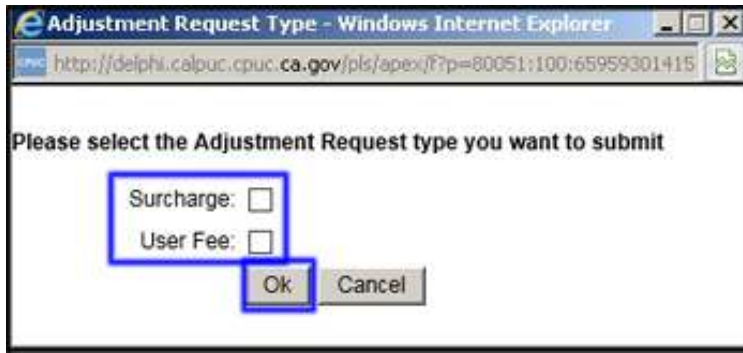 Adjustment Request Type - Windows Internet Explorer
http://delphi.calpuc.cpuc.ca.gov/pls/apex/f?p=80051:100:65959301415
Please select the Adjustment Request type you want to submit
Surcharge:
User Fee:
Ok Cancel